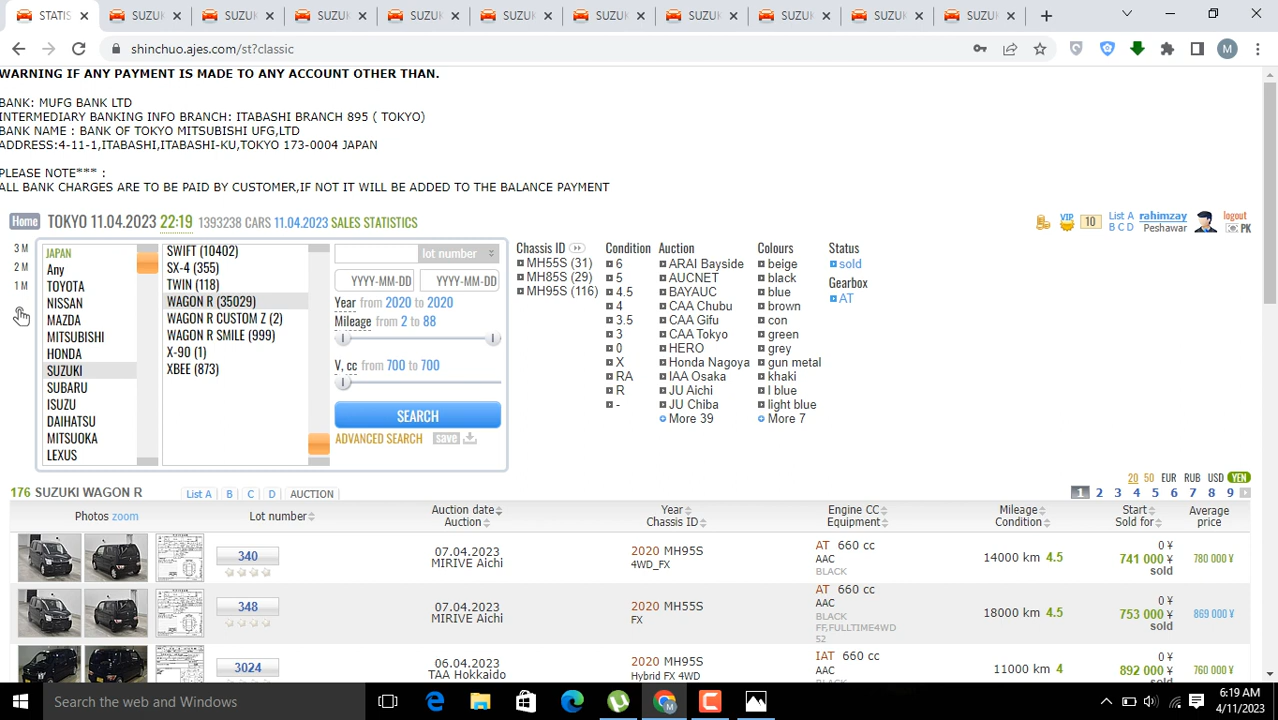 STATIS
SUZUK
SUZUK
SUZUK
SUZUK
SUZUK
SUZUK
SUZUK
SUZUK
SUZUK
SUZUK
shinchuo.ajes.com/st?classic
M
WARNING IF ANY PAYMENT IS MADE TO ANY ACCOUNT OTHER THAN.
BANK: MUFG BANK LTD
INTERMEDIARY BANKING INFO BRANCH: ITABASHI BRANCH 895 ( TOKYO)
BANK NAME : BANK OF TOKYO MITSUBISHI UFG,LTD
ADDRESS:4-11-1,ITABASHI,ITABASHI-KU,TOKYO 173-0004 JAPAN
PLEASE NOTE*** :
ALL BANK CHARGES ARE TO BE PAID BY CUSTOMER,IF NOT IT WILL BE ADDED TO THE BALANCE PAYMENT
Home TOKYO 11.04.2023 22:19 1393238 CARS 11.04.2023 SALES STATISTICS
VIP 10 List A B C D rahimzay Peshawar logout PK
3 M
2 M
1 M
JAPAN
Any
TOYOTA
NISSAN
MAZDA
MITSUBISHI
HONDA
SUZUKI
SUBARU
ISUZU
DAIHATSU
MITSUOKA
LEXUS
SWIFT (10402)
SX-4 (355)
TWIN (118)
WAGON R (35029)
WAGON R CUSTOM Z (2)
WAGON R SMILE (999)
X-90 (1)
XBEE (873)
lot number
YYYY-MM-DD YYYY-MM-DD
Year from 2020 to 2020
Mileage from 2 to 88
V, cc from 700 to 700
SEARCH
ADVANCED SEARCH save
Chassis ID
MH55S (31)
MH85S (29)
MH95S (116)
Condition
6
5
4.5
4
3.5
3
0
X
RA
R
-
Auction
ARAI Bayside
AUCNET
BAYAUC
CAA Chubu
CAA Gifu
CAA Tokyo
HERO
Honda Nagoya
IAA Osaka
JU Aichi
JU Chiba
More 39
Colours
beige
black
blue
brown
con
green
grey
gun metal
khaki
l blue
light blue
More 7
Status
sold
Gearbox
AT
20 50 EUR RUB USD YEN
176 SUZUKI WAGON R List A B C D AUCTION
1 2 3 4 5 6 7 8 9
Photos zoom
Lot number
Auction date
Auction
Year
Chassis ID
Engine CC
Equipment
Mileage
Condition
Start
Sold for
Average
price
340
07.04.2023
MIRIVE Aichi
2020 MH95S
4WD_FX
AT 660 cc
AAC
BLACK
14000 km 4.5
0 ¥
741 000 ¥
sold
780 000 ¥
348
07.04.2023
MIRIVE Aichi
2020 MH55S
FX
AT 660 cc
AAC
BLACK
FF,FULLTIME4WD
52
18000 km 4.5
0 ¥
753 000 ¥
sold
869 000 ¥
3024
06.04.2023
TAA Hokkaido
2020 MH95S
Hybrid FX 4WD
IAT 660 cc
AAC
11000 km 4
0 ¥
892 000 ¥
sold
760 000 ¥
Search the web and Windows
6:19 AM
4/11/2023